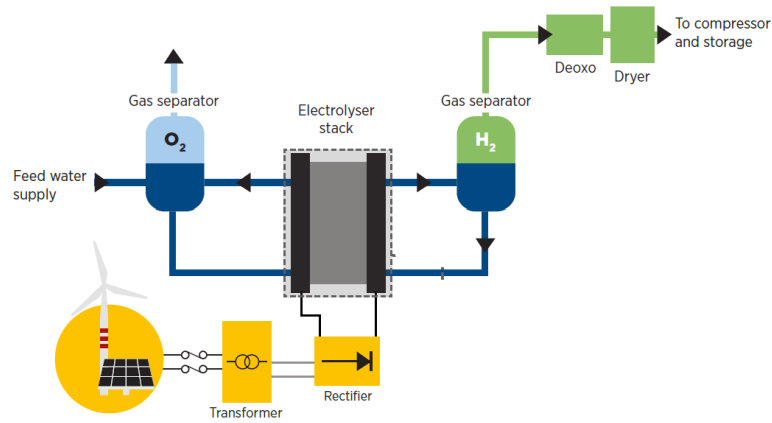 To compressor
and storage
Deoxo
Dryer
Gas separator
Electrolyser
stack
Gas separator
O2
H2
Feed water
supply
Transformer
Rectifier